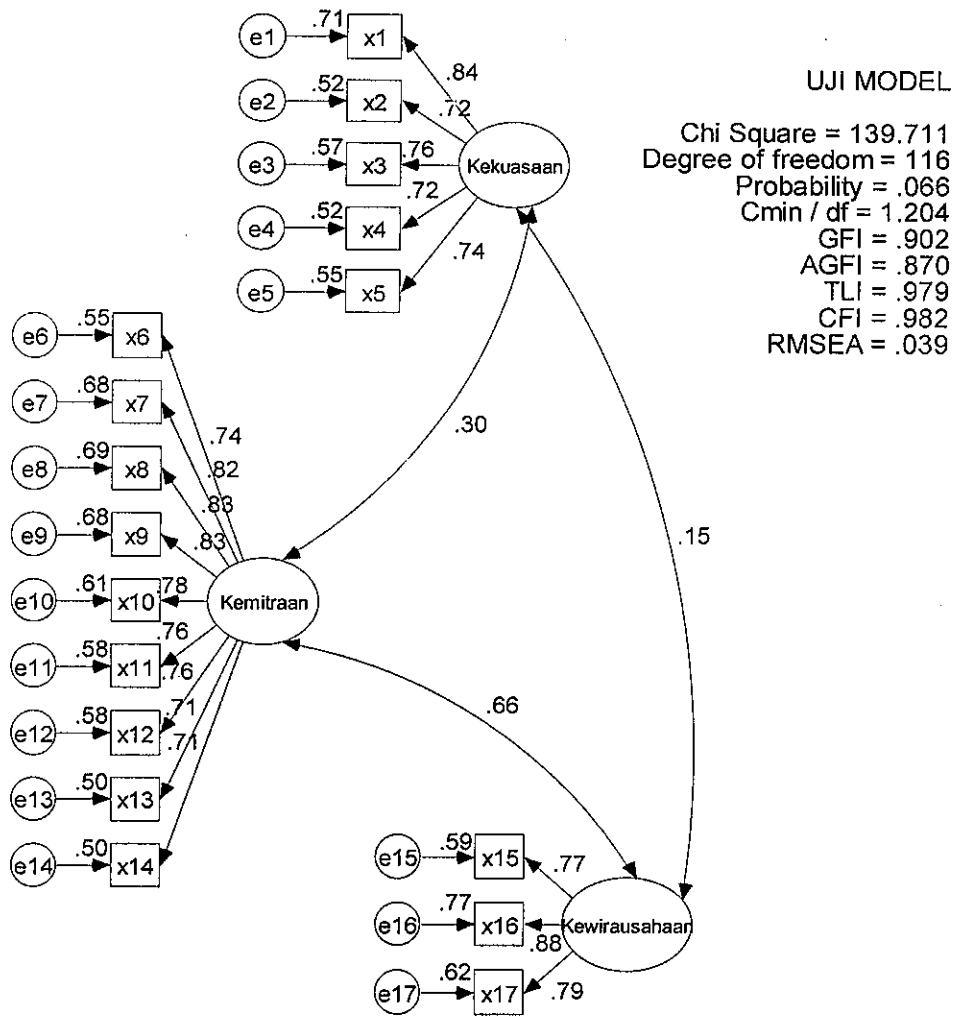 e1 .71 x1
.84
e2 .52 x2
.72
e3 .57 x3 .76
Kekuasaan
e4 .52 x4
.72
e5 .55 x5
.74
UJI MODEL
Chi Square = 139.711
Degree of freedom = 116
Probability = .066
Cmin / df = 1.204
GFI = .902
AGFI = .870
TLI = .979
CFI = .982
RMSEA = .039
e6 .55 x6
.74
e7 .68 x7
.82
e8 .69 x8
.83
e9 .68 x9
.83
e10 .61 x10 .78
Kemitraan
e11 .58 x11
.76
e12 .58 x12
.76
e13 .50 x13
.71
e14 .50 x14
.71
.30
.15
.66
e15 .59 x15
.77
e16 .77 x16
.88
Kewirausahaan
e17 .62 x17
.79